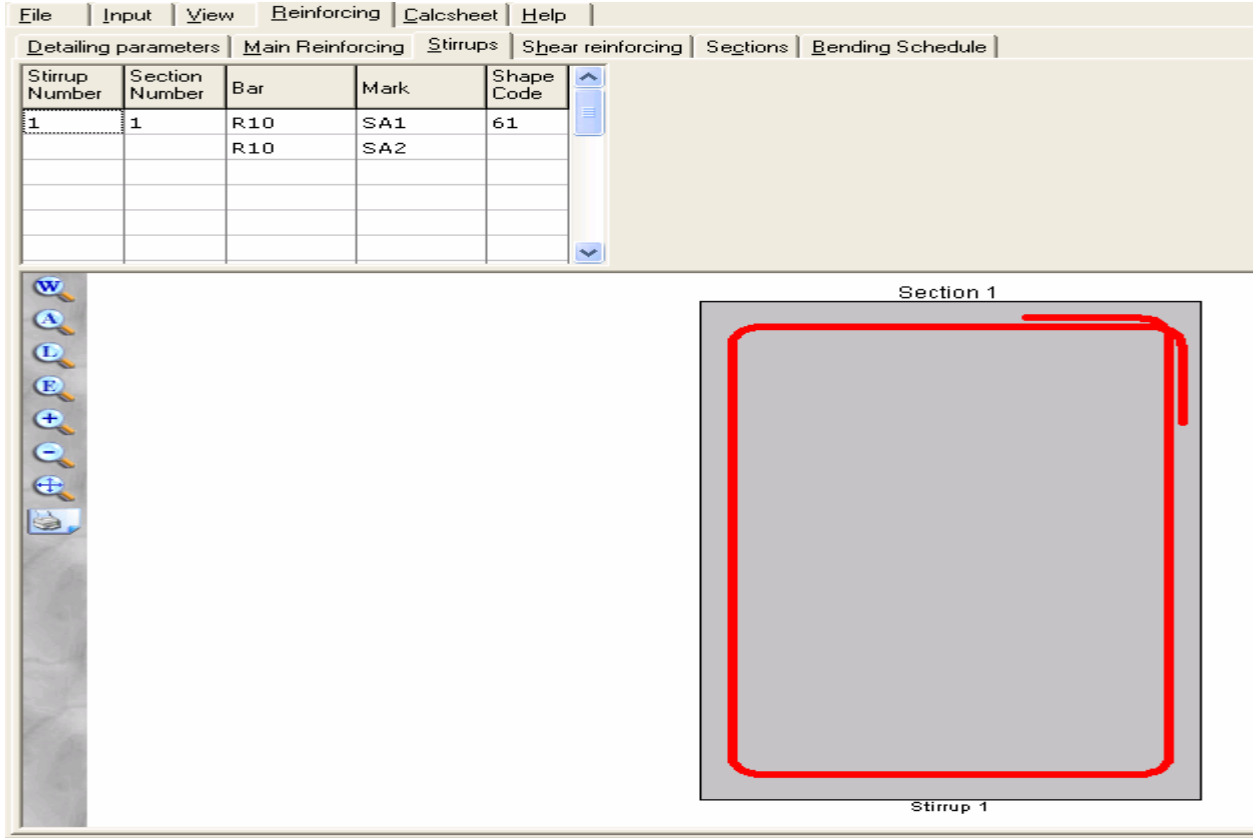 File Input View Reinforcing Calcsheet Help
Detailing parameters Main Reinforcing Stirrups Shear reinforcing Sections Bending Schedule
Stirrup Number Section Number Bar Mark Shape Code
1 1 R10 SA1 61
R10 SA2
W
A
L
E
Section 1
Stirrup 1